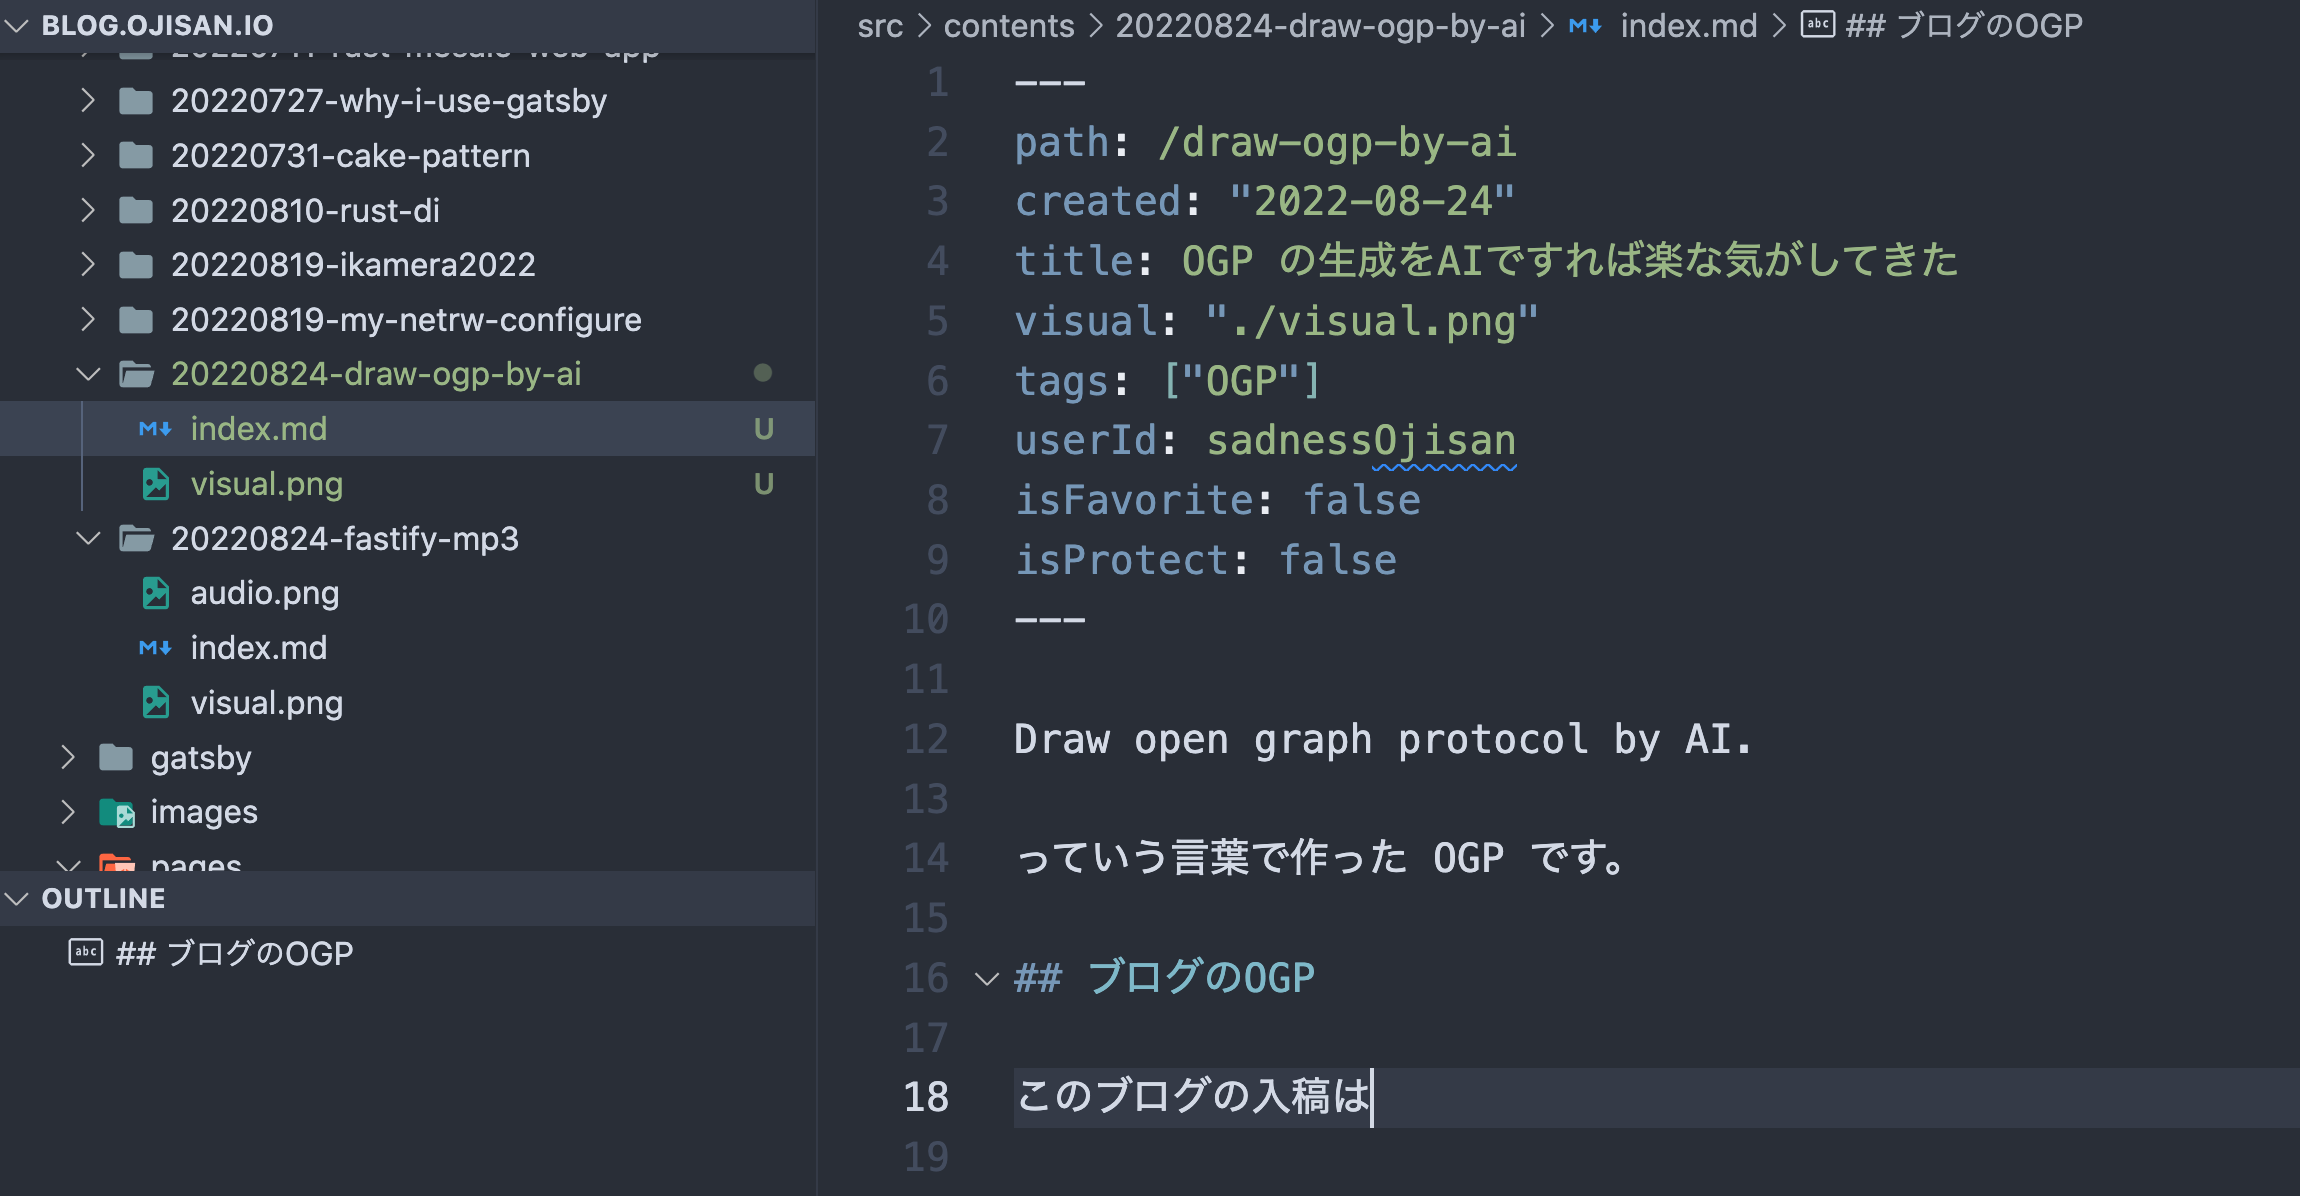 BLOG.OJISAN.IO
20220727-why-i-use-gatsby
20220731-cake-pattern
20220810-rust-di
20220819-ikamera2022
20220819-my-netrw-configure
20220824-draw-ogp-by-ai
index.md U
visual.png U
20220824-fastify-mp3
audio.png
index.md
visual.png
gatsby
images
pages
OUTLINE
abc ## ブログのOGP
src > contents > 20220824-draw-ogp-by-ai > index.md > abc ## ブログのOGP
1 ---
2 path: /draw-ogp-by-ai
3 created: "2022-08-24"
4 title: OGP の生成をAIですれば楽な気がしてきた
5 visual: "./visual.png"
6 tags: ["OGP"]
7 userId: sadnessOjisan
8 isFavorite: false
9 isProtect: false
10 ---
11
12 Draw open graph protocol by AI.
13
14 っていう言葉で作った OGP です。
15
16 ## ブログのOGP
17
18 このブログの入稿は
19